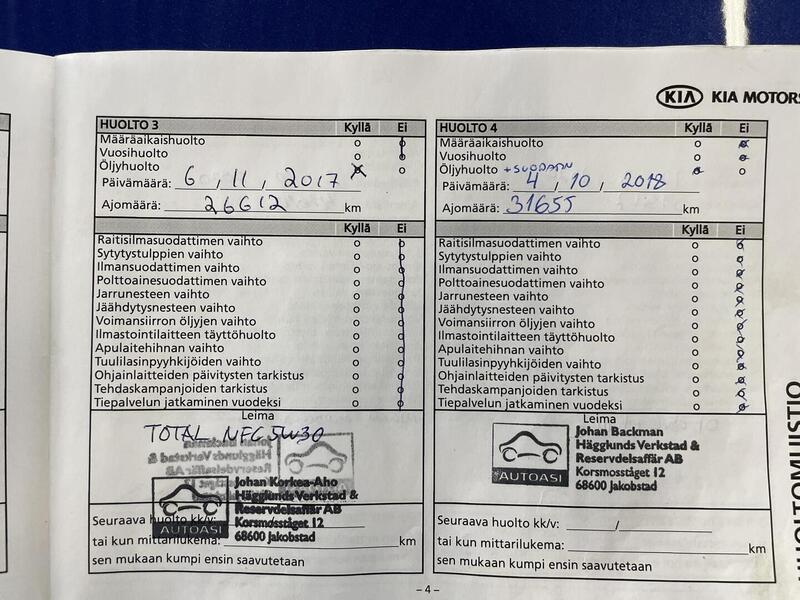 KIA KIA MOTORS
HUOLTO 3 Kyllä Ei
Määräaikaishuolto
Vuosihuolto
Öljyhuolto
Päivämäärä: 6, 11, 2017
Ajomäärä: 26612 km
Kyllä Ei
Raitisilmasuodattimen vaihto
Sytytystulppien vaihto
Ilmansuodattimen vaihto
Polttoainesuodattimen vaihto
Jarrunesteen vaihto
Jäähdytysnesteen vaihto
Voimansiirron öljyjen vaihto
Ilmastointilaitteen täyttöhuolto
Apulaitehihnan vaihto
Tuulilasinpyyhkijöiden vaihto
Ohjainlaitteiden päivitysten tarkistus
Tehdaskampanjoiden tarkistus
Tiepalvelun jatkaminen vuodeksi
Leima
TOTAL NFC 5W30
AUTOASI
Johan Korkea-Aho
Hägglunds Verkstad &
Reservdelsaffär AB
Korsmosståget 12
68600 Jakobstad
Seuraava huolto kk/v:
tai kun mittarilukema: km
sen mukaan kumpi ensin saavutetaan
HUOLTO 4 Kyllä Ei
Määräaikaishuolto
Vuosihuolto
Öljyhuolto +SUODATIN
Päivämäärä: 4, 10, 2018
Ajomäärä: 31655 km
Kyllä Ei
Raitisilmasuodattimen vaihto
Sytytystulppien vaihto
Ilmansuodattimen vaihto
Polttoainesuodattimen vaihto
Jarrunesteen vaihto
Jäähdytysnesteen vaihto
Voimansiirron öljyjen vaihto
Ilmastointilaitteen täyttöhuolto
Apulaitehihnan vaihto
Tuulilasinpyyhkijöiden vaihto
Ohjainlaitteiden päivitysten tarkistus
Tehdaskampanjoiden tarkistus
Tiepalvelun jatkaminen vuodeksi
Leima
AUTOASI
Johan Backman
Hägglunds Verkstad &
Reservdelsaffär AB
Korsmosståget 12
68600 Jakobstad
Seuraava huolto kk/v: /
tai kun mittarilukema: km
sen mukaan kumpi ensin saavutetaan
– 4 –
HUOLTOMUISTIO